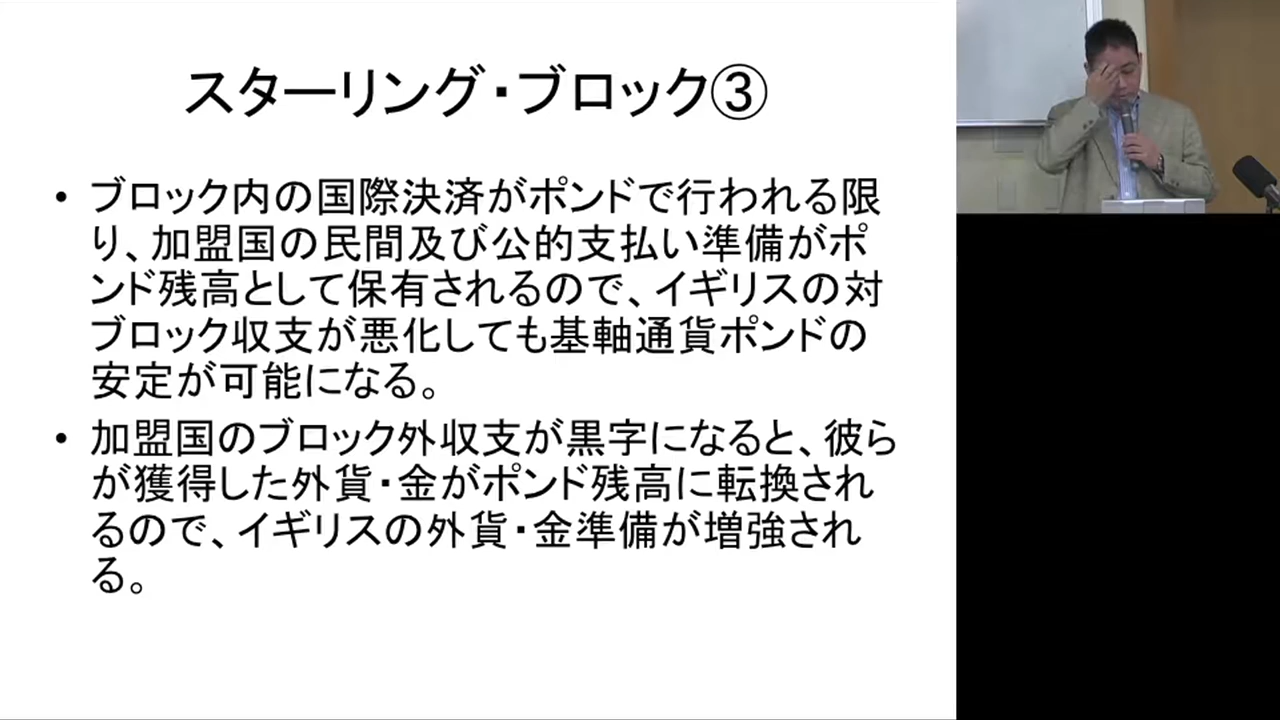 スターリング・ブロック③
• ブロック内の国際決済がポンドで行われる限
り、加盟国の民間及び公的支払い準備がポ
ンド残高として保有されるので、イギリスの対
ブロック収支が悪化しても基軸通貨ポンドの
安定が可能になる。
• 加盟国のブロック外収支が黒字になると、彼ら
が獲得した外貨・金がポンド残高に転換され
るので、イギリスの外貨・金準備が増強され
る。